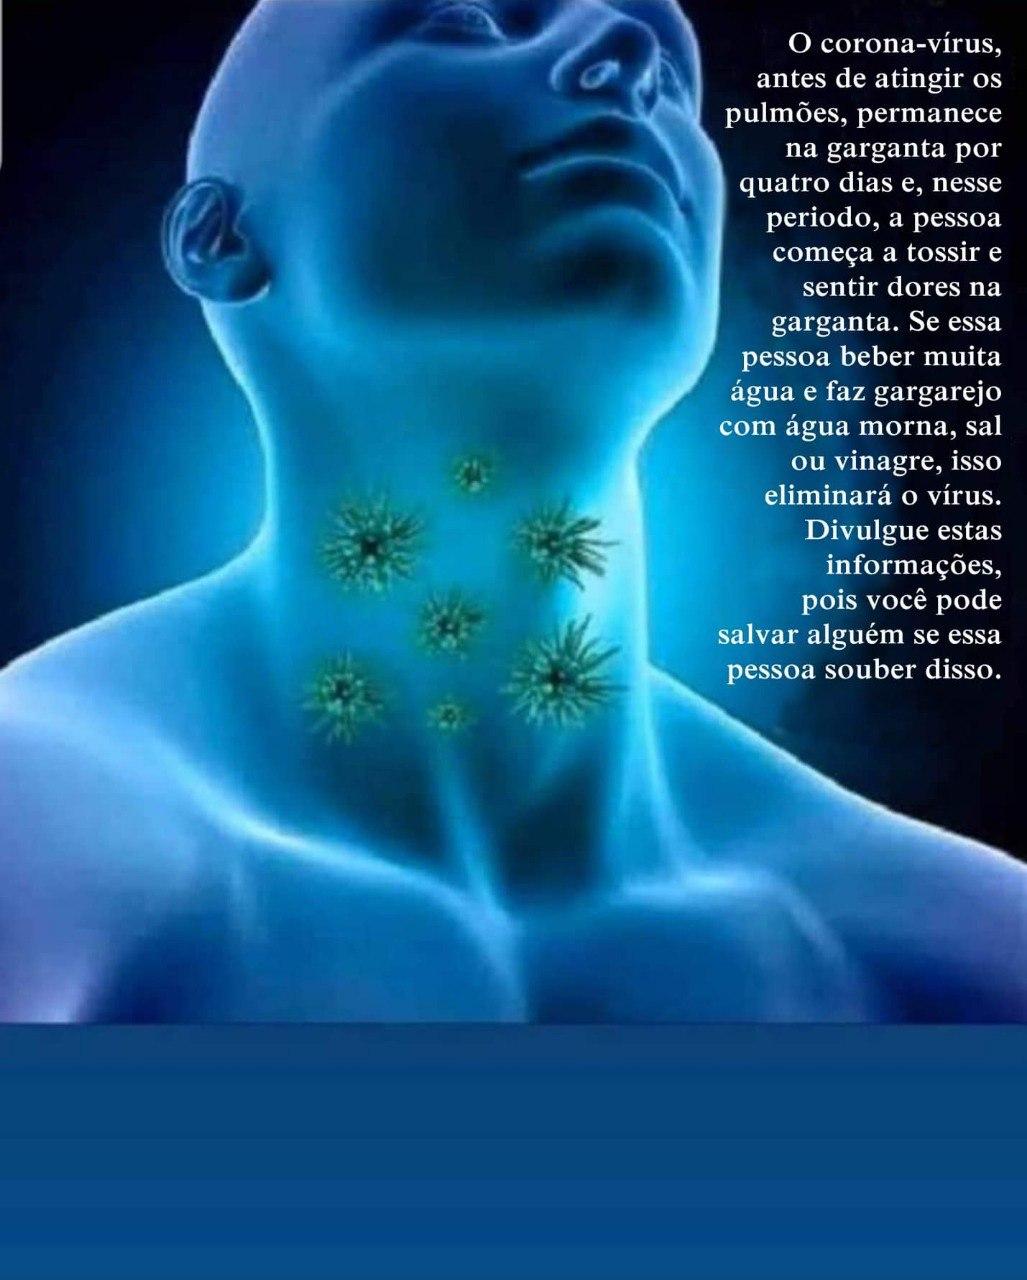 O corona-vírus,
antes de atingir os
pulmões, permanece
na garganta por
quatro dias e, nesse
periodo, a pessoa
começa a tossir e
sentir dores na
garganta. Se essa
pessoa beber muita
água e faz gargarejo
com água morna, sal
ou vinagre, isso
eliminará o vírus.
Divulgue estas
informações,
pois você pode
salvar alguém se essa
pessoa souber disso.